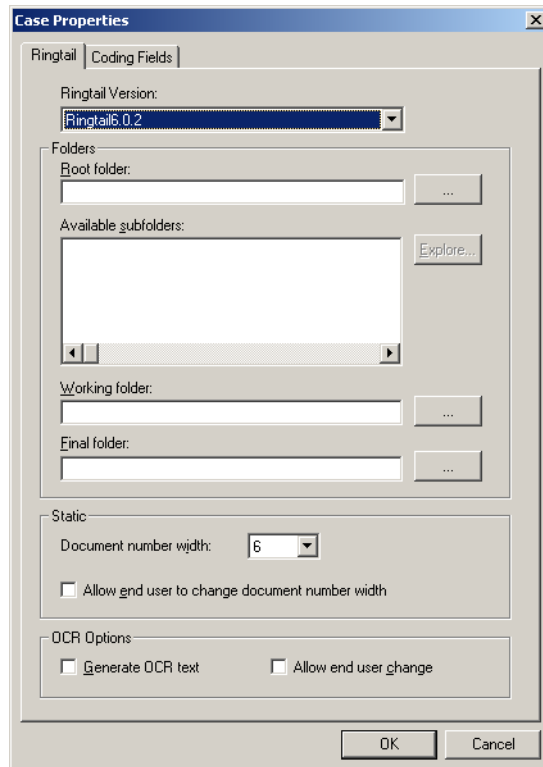 Case Properties
Ringtail
Coding Fields
Ringtail Version:
Ringtail6.0.2
Folders
Root folder:
...
Available subfolders:
Explore...
Working folder:
...
Final folder:
...
Static
Document number width:
6
Allow end user to change document number width
OCR Options
Generate OCR text
Allow end user change
OK
Cancel